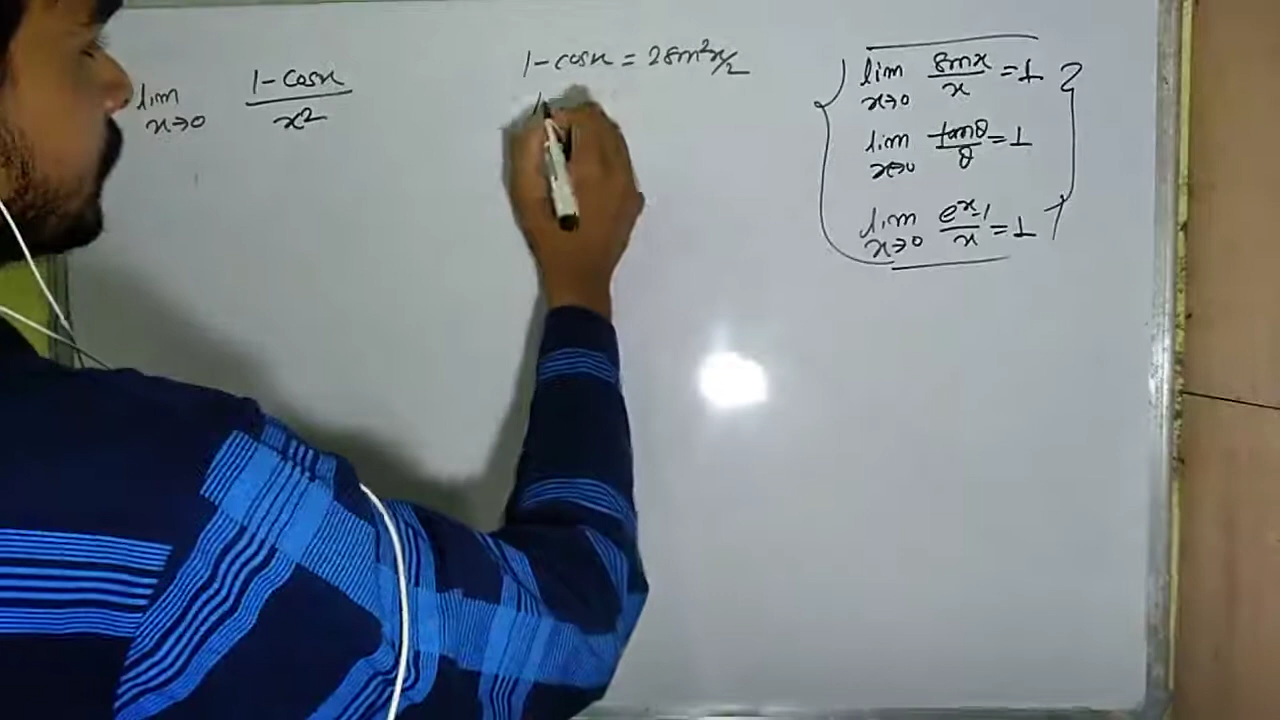 lim x→0 (1-cosx)/x²
1-cosx = 2sin²x/2
1
lim x→0 sinx/x = 1
lim x→0 tanθ/θ = 1
lim x→0 (eˣ-1)/x = 1